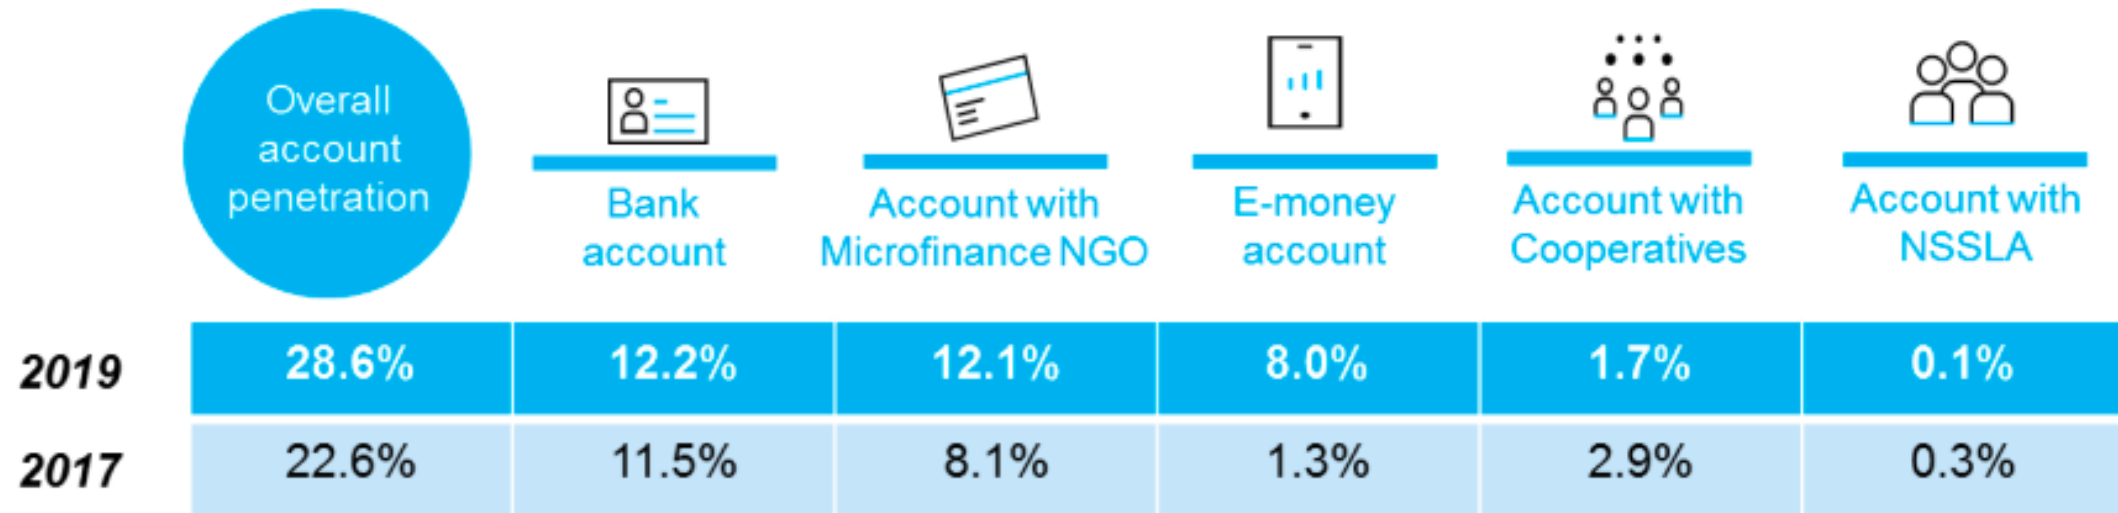 Overall
account
penetration
Bank
account
Account with
Microfinance NGO
E-money
account
Account with
Cooperatives
Account with
NSSLA
2019 28.6% 12.2% 12.1% 8.0% 1.7% 0.1%
2017 22.6% 11.5% 8.1% 1.3% 2.9% 0.3%